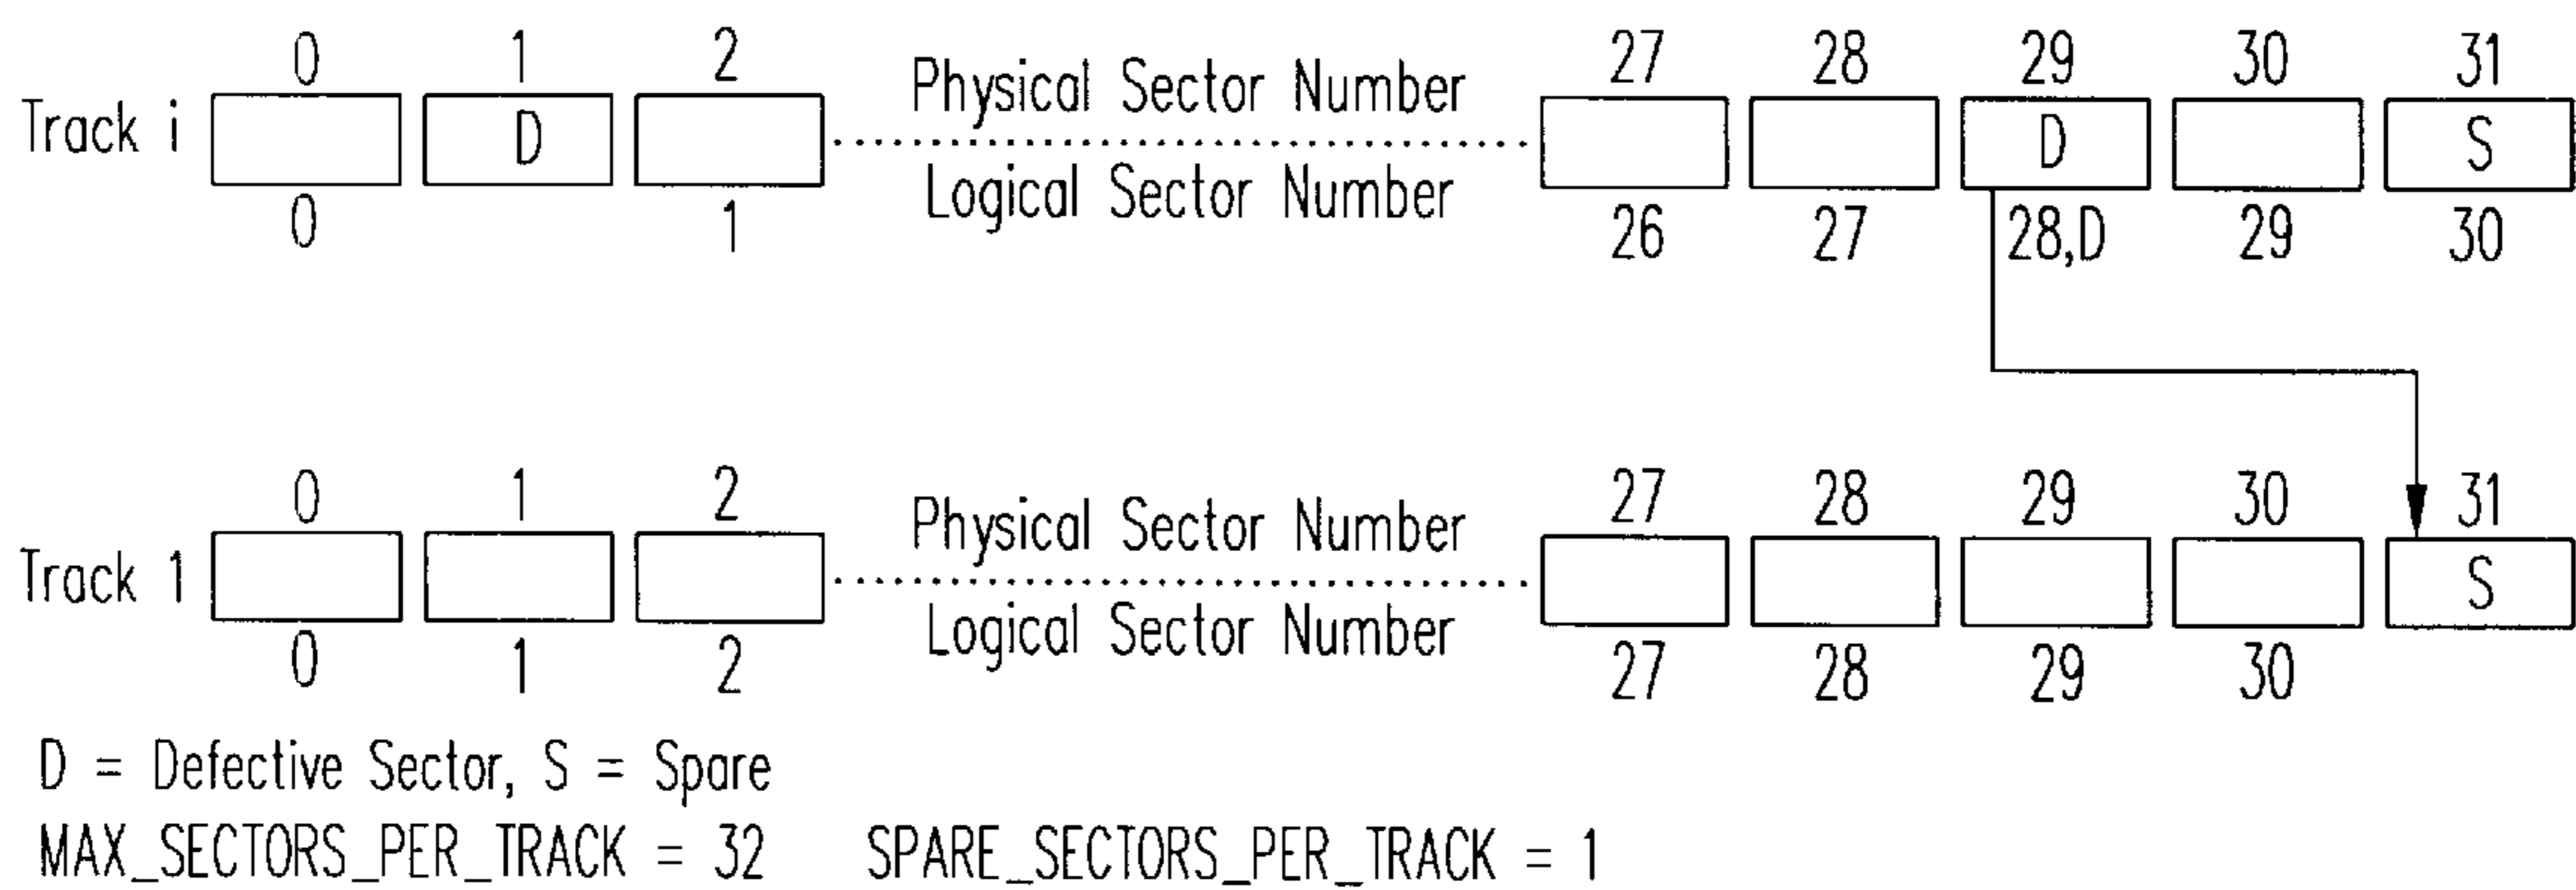 0 1 2 27 28 29 30 31
Physical Sector Number
Track i D D S
Logical Sector Number
0 1 26 27 28,D 29 30
0 1 2 27 28 29 30 31
Physical Sector Number
Track 1 S
Logical Sector Number
0 1 2 27 28 29 30
D = Defective Sector, S = Spare
MAX_SECTORS_PER_TRACK = 32 SPARE_SECTORS_PER_TRACK = 1